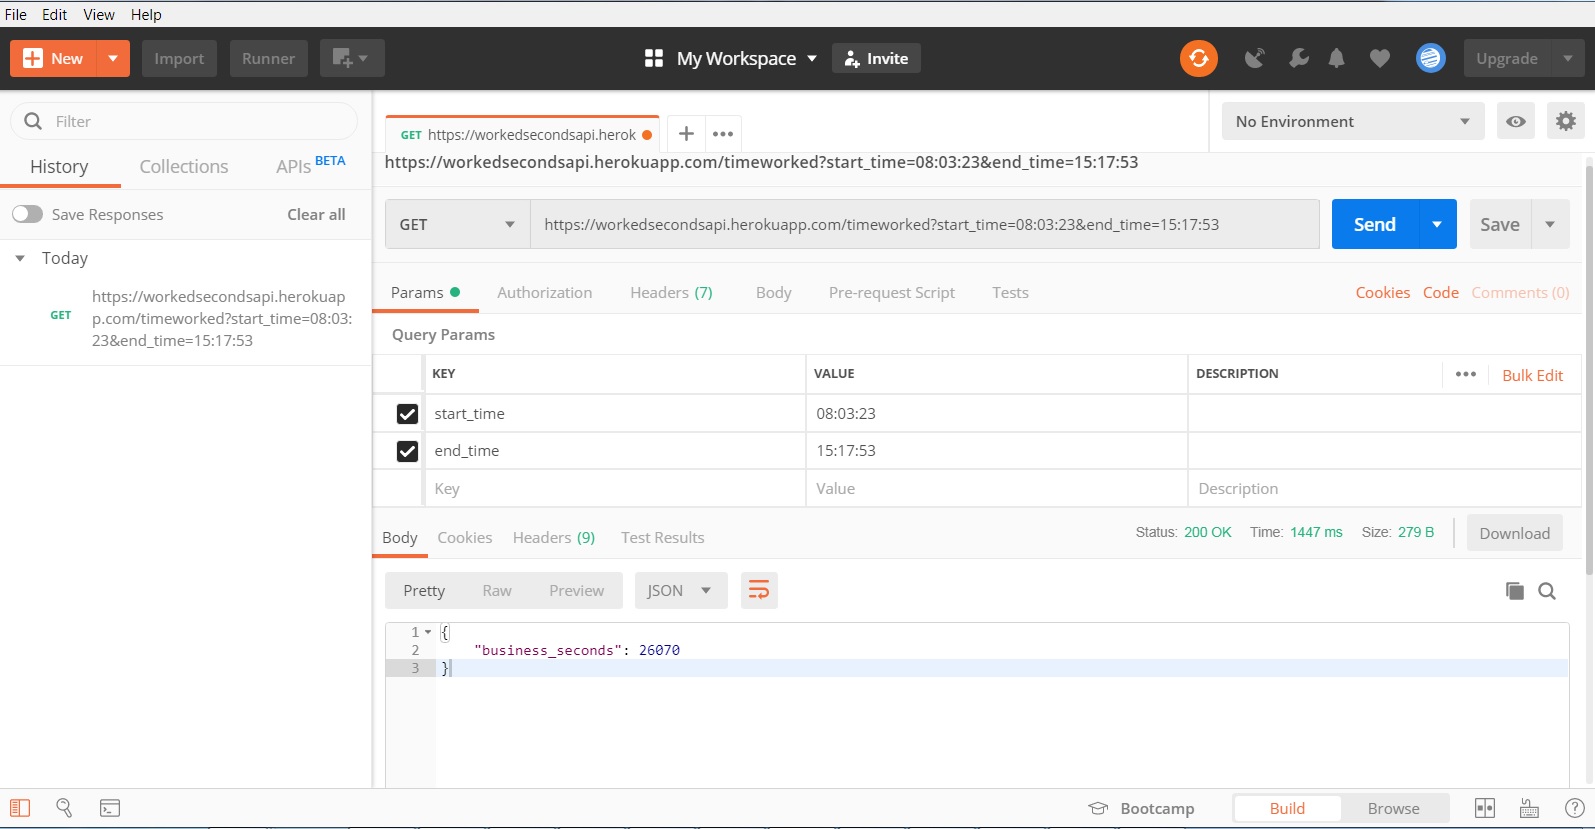 File Edit View Help
New Import Runner My Workspace Invite Upgrade
Filter
History Collections APIs BETA
Save Responses Clear all
Today
GET https://workedsecondsapi.herokuap
p.com/timeworked?start_time=08:03:
23&end_time=15:17:53
GET https://workedsecondsapi.herok No Environment
https://workedsecondsapi.herokuapp.com/timeworked?start_time=08:03:23&end_time=15:17:53
GET https://workedsecondsapi.herokuapp.com/timeworked?start_time=08:03:23&end_time=15:17:53 Send Save
Params Authorization Headers (7) Body Pre-request Script Tests Cookies Code Comments (0)
Query Params
KEY VALUE DESCRIPTION Bulk Edit
start_time 08:03:23
end_time 15:17:53
Key Value Description
Body Cookies Headers (9) Test Results Status: 200 OK Time: 1447 ms Size: 279 B Download
Pretty Raw Preview JSON
1 {
2 "business_seconds": 26070
3 }
Bootcamp Build Browse